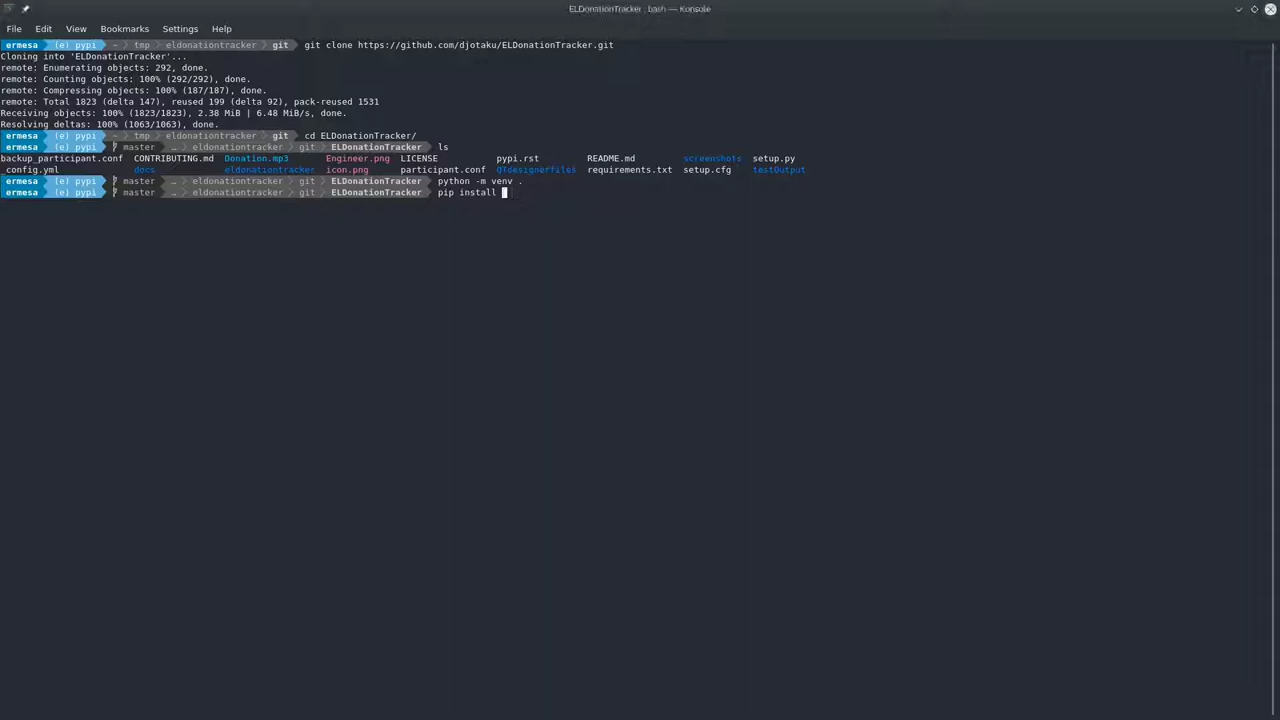 ELDonationTracker : bash — Konsole
File Edit View Bookmarks Settings Help
ermesa (e) pypi ~ tmp eldonationtracker git git clone https://github.com/djotaku/ELDonationTracker.git
Cloning into 'ELDonationTracker'...
remote: Enumerating objects: 292, done.
remote: Counting objects: 100% (292/292), done.
remote: Compressing objects: 100% (187/187), done.
remote: Total 1823 (delta 147), reused 199 (delta 92), pack-reused 1531
Receiving objects: 100% (1823/1823), 2.38 MiB | 6.48 MiB/s, done.
Resolving deltas: 100% (1063/1063), done.
ermesa (e) pypi ~ tmp eldonationtracker git cd ELDonationTracker/
ermesa (e) pypi master … eldonationtracker git ELDonationTracker ls
backup_participant.conf CONTRIBUTING.md Donation.mp3 Engineer.png LICENSE pypi.rst README.md screenshots setup.py
_config.yml docs eldonationtracker icon.png participant.conf QTdesignerfiles requirements.txt setup.cfg testOutput
ermesa (e) pypi master … eldonationtracker git ELDonationTracker python -m venv .
ermesa (e) pypi master … eldonationtracker git ELDonationTracker pip install